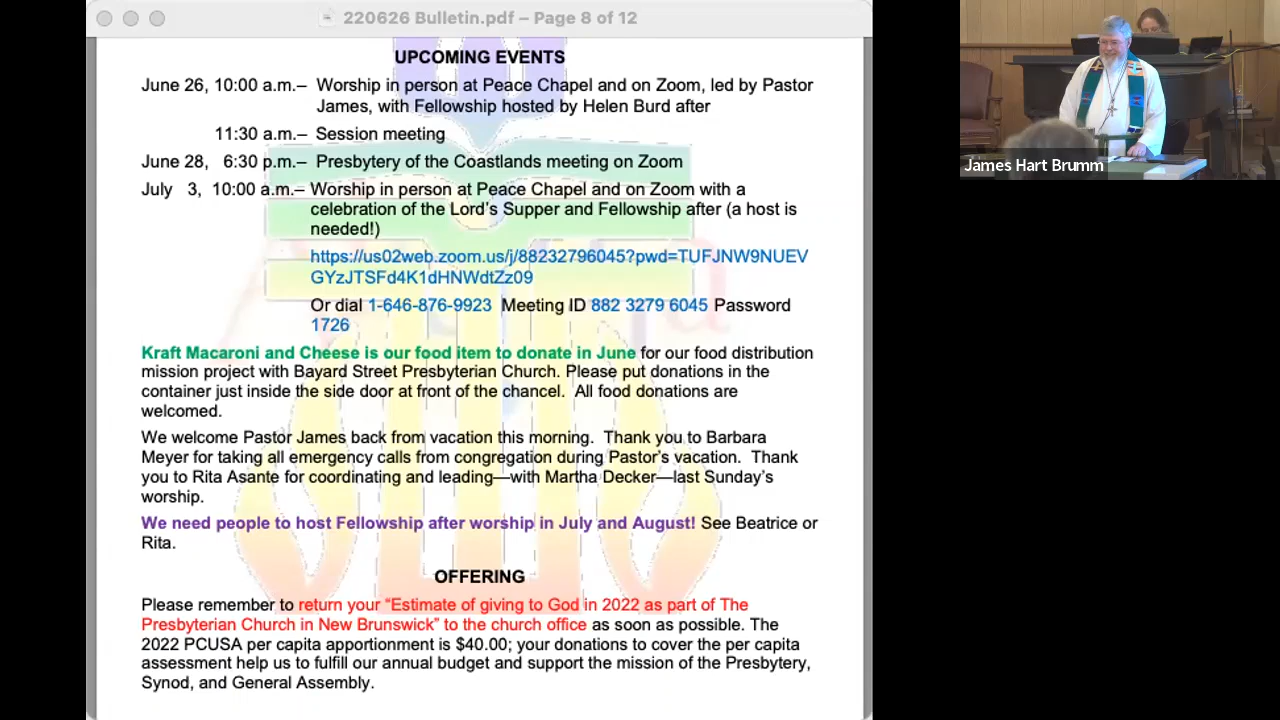 220626 Bulletin.pdf – Page 8 of 12
UPCOMING EVENTS
June 26, 10:00 a.m.– Worship in person at Peace Chapel and on Zoom, led by Pastor
James, with Fellowship hosted by Helen Burd after
11:30 a.m.– Session meeting
June 28, 6:30 p.m.– Presbytery of the Coastlands meeting on Zoom
July 3, 10:00 a.m.– Worship in person at Peace Chapel and on Zoom with a
celebration of the Lord’s Supper and Fellowship after (a host is
needed!)
https://us02web.zoom.us/j/88232796045?pwd=TUFJNW9NUEV
GYzJTSFd4K1dHNWdtZz09
Or dial 1-646-876-9923 Meeting ID 882 3279 6045 Password
1726
Kraft Macaroni and Cheese is our food item to donate in June for our food distribution
mission project with Bayard Street Presbyterian Church. Please put donations in the
container just inside the side door at front of the chancel. All food donations are
welcomed.
We welcome Pastor James back from vacation this morning. Thank you to Barbara
Meyer for taking all emergency calls from congregation during Pastor’s vacation. Thank
you to Rita Asante for coordinating and leading—with Martha Decker—last Sunday’s
worship.
We need people to host Fellowship after worship in July and August! See Beatrice or
Rita.
OFFERING
Please remember to return your “Estimate of giving to God in 2022 as part of The
Presbyterian Church in New Brunswick” to the church office as soon as possible. The
2022 PCUSA per capita apportionment is $40.00; your donations to cover the per capita
assessment help us to fulfill our annual budget and support the mission of the Presbytery,
Synod, and General Assembly.
James Hart Brumm